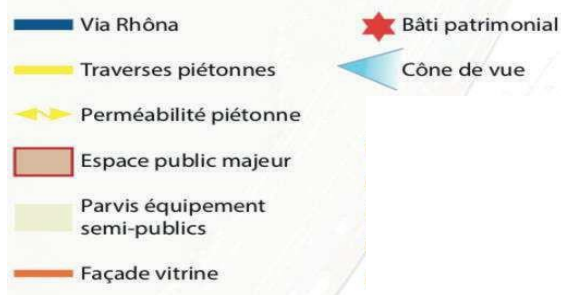 Via Rhôna
Traverses piétonnes
Perméabilité piétonne
Espace public majeur
Parvis équipement
semi-publics
Façade vitrine
Bâti patrimonial
Cône de vue